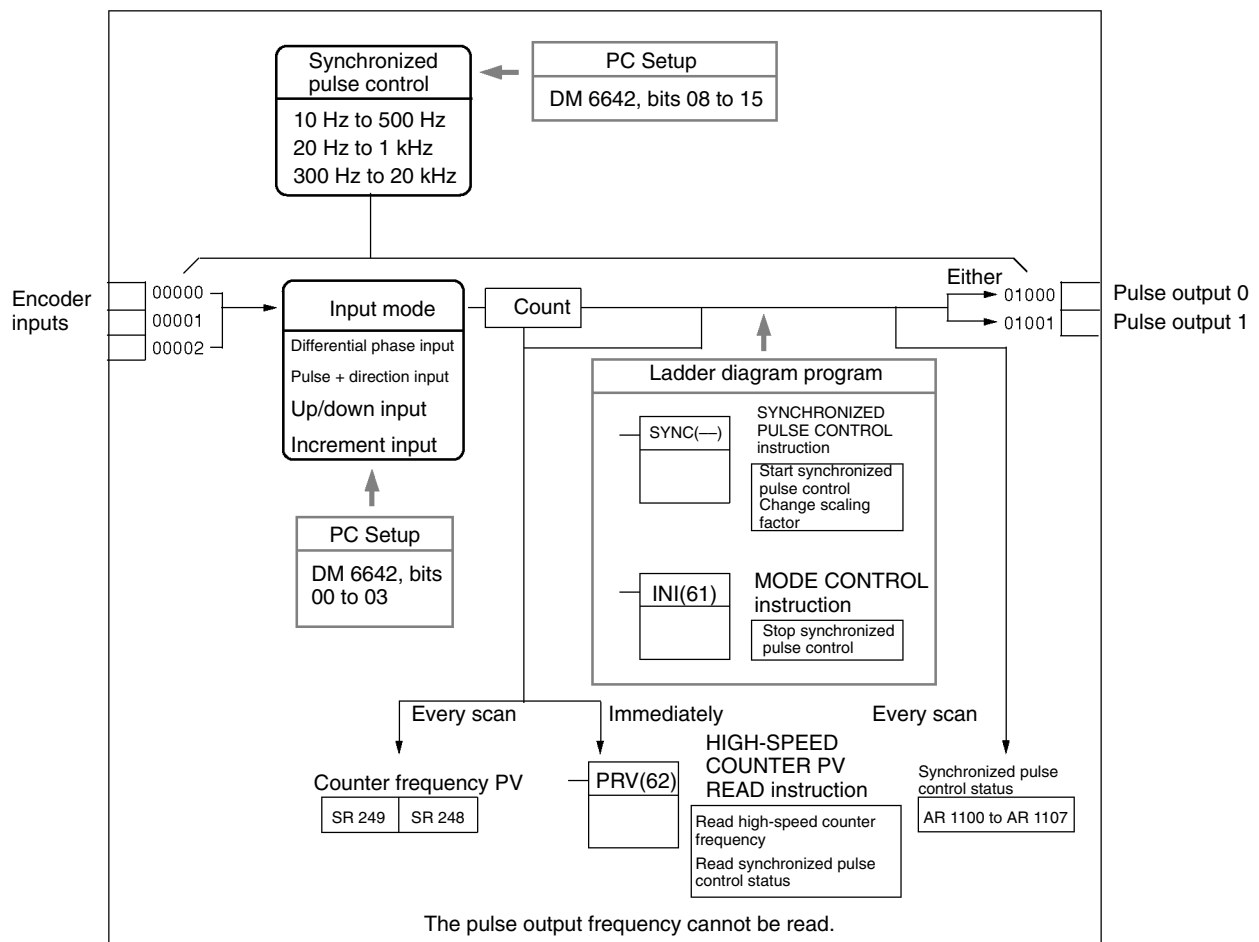 Synchronized
pulse control
10 Hz to 500 Hz
20 Hz to 1 kHz
300 Hz to 20 kHz
PC Setup
DM 6642, bits 08 to 15
Encoder
inputs
00000
00001
00002
Input mode
Differential phase input
Pulse + direction input
Up/down input
Increment input
Count
Either
01000
01001
Pulse output 0
Pulse output 1
PC Setup
DM 6642, bits
00 to 03
Ladder diagram program
SYNC(––)
SYNCHRONIZED
PULSE CONTROL
instruction
Start synchronized
pulse control
Change scaling
factor
INI(61)
MODE CONTROL
instruction
Stop synchronized
pulse control
Every scan
Immediately
Every scan
Counter frequency PV
SR 249 SR 248
PRV(62)
HIGH-SPEED
COUNTER PV
READ instruction
Read high-speed counter
frequency
Read synchronized pulse
control status
Synchronized pulse
control status
AR 1100 to AR 1107
The pulse output frequency cannot be read.